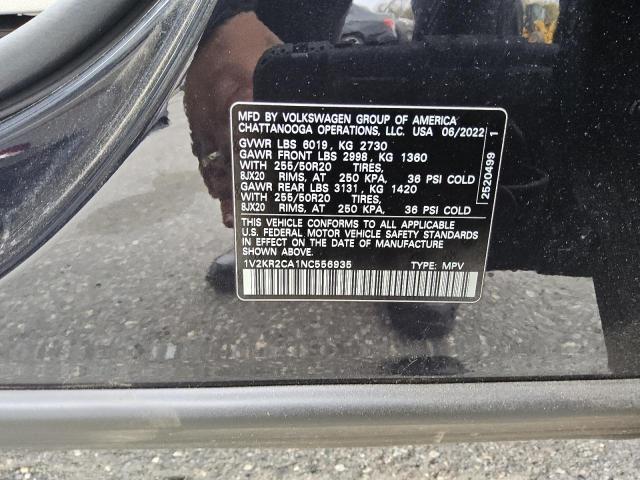 MFD BY VOLKSWAGEN GROUP OF AMERICA
CHATTANOOGA OPERATIONS, LLC. USA 06/2022
GVWR LBS 6019, KG 2730
GAWR FRONT LBS 2998, KG 1360
WITH 255/50R20 TIRES,
8JX20 RIMS, AT 250 KPA, 36 PSI COLD
GAWR REAR LBS 3131, KG 1420
WITH 255/50R20 TIRES,
8JX20 RIMS, AT 250 KPA, 36 PSI COLD
THIS VEHICLE CONFORMS TO ALL APPLICABLE
U.S. FEDERAL MOTOR VEHICLE SAFETY STANDARDS
IN EFFECT ON THE DATE OF MANUFACTURE
SHOWN ABOVE.
1V2KR2CA1NC556935 TYPE: MPV
2520499 1